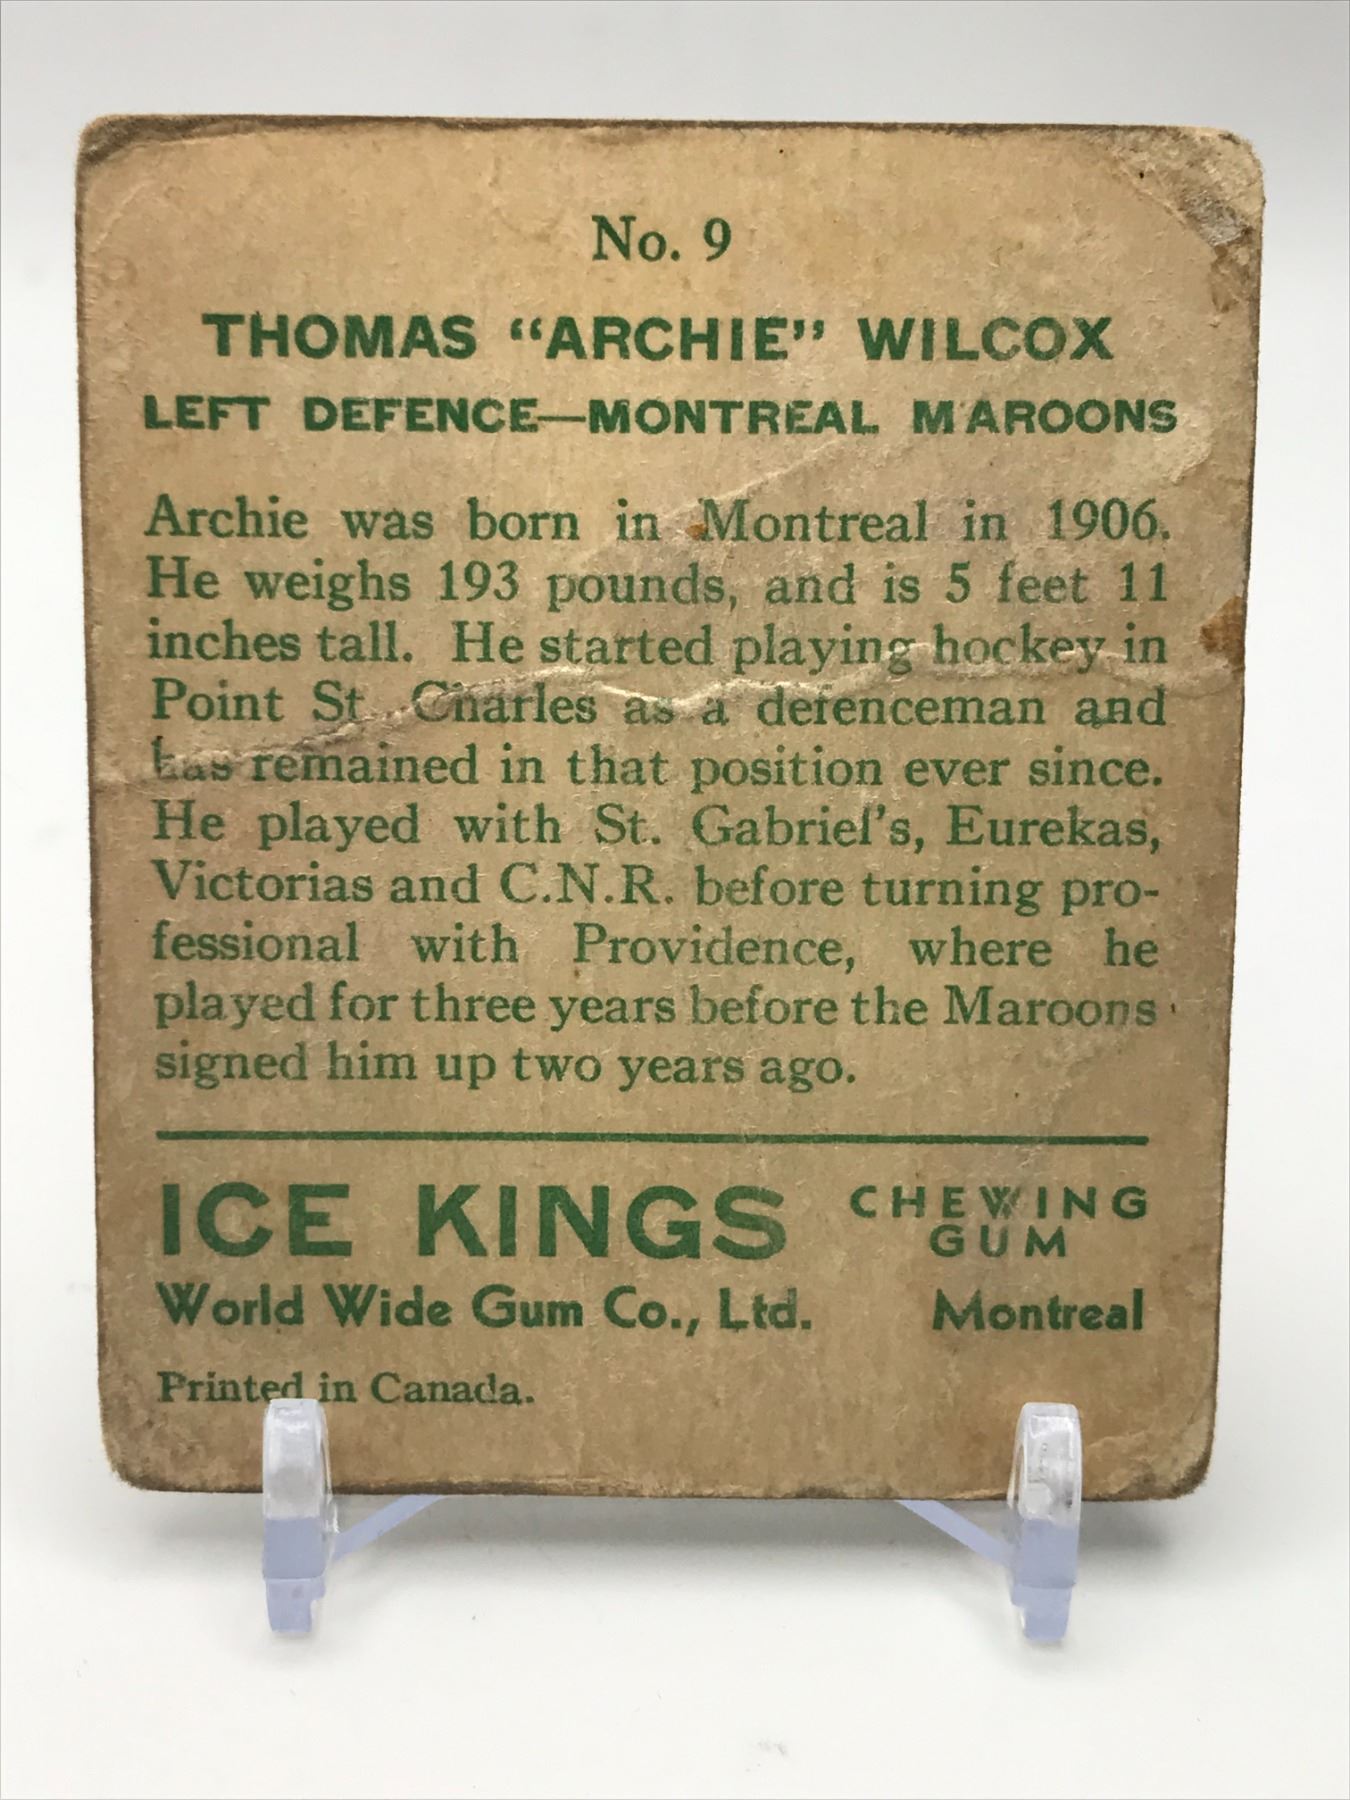 No. 9
THOMAS “ARCHIE” WILCOX
LEFT DEFENCE—MONTREAL MAROONS
Archie was born in Montreal in 1906.
He weighs 193 pounds, and is 5 feet 11
inches tall. He started playing hockey in
Point St. Charles as a defenceman and
has remained in that position ever since.
He played with St. Gabriel’s, Eurekas,
Victorias and C.N.R. before turning pro-
fessional with Providence, where he
played for three years before the Maroons
signed him up two years ago.
ICE KINGS CHEWING GUM
World Wide Gum Co., Ltd. Montreal
Printed in Canada.